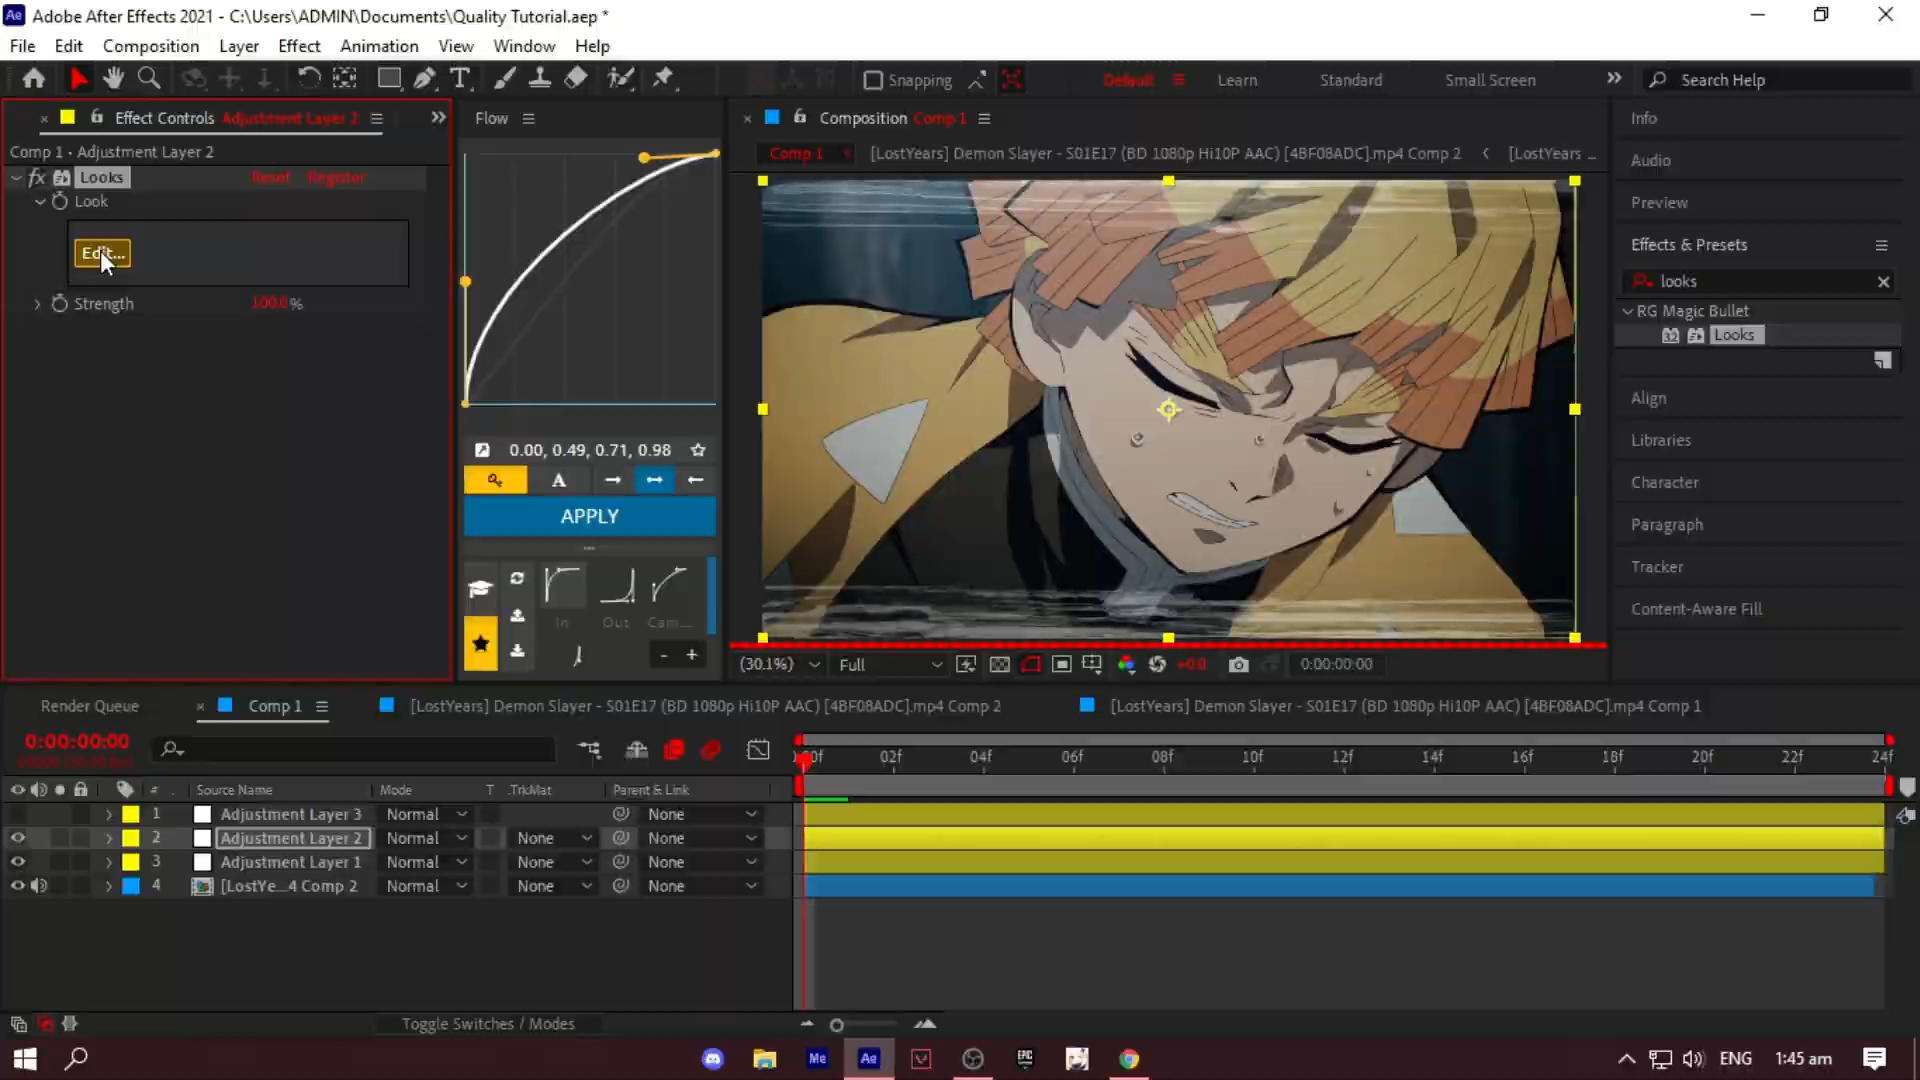 Adobe After Effects 2021 - C:\Users\ADMIN\Documents\Quality Tutorial.aep *
File Edit Composition Layer Effect Animation View Window Help
Snapping Default Learn Standard Small Screen Search Help
Effect Controls Adjustment Layer 2
Comp 1 • Adjustment Layer 2
fx Looks Reset Register
Look
Edit...
Strength 100.0 %
Flow
0.00, 0.49, 0.71, 0.98
A
APPLY
In Out Cam...
- +
Composition Comp 1
Comp 1 [LostYears] Demon Slayer - S01E17 (BD 1080p Hi10P AAC) [4BF08ADC].mp4 Comp 2 [LostYears ...
(30.1%) Full +0.0 0:00:00:00
Info
Audio
Preview
Effects & Presets
looks
RG Magic Bullet
32 Looks
Align
Libraries
Character
Paragraph
Tracker
Content-Aware Fill
Render Queue Comp 1 [LostYears] Demon Slayer - S01E17 (BD 1080p Hi10P AAC) [4BF08ADC].mp4 Comp 2 [LostYears] Demon Slayer - S01E17 (BD 1080p Hi10P AAC) [4BF08ADC].mp4 Comp 1
0:00:00:00
02f 04f 06f 08f 10f 12f 14f 16f 18f 20f 22f 24f
# Source Name Mode T .TrkMat Parent & Link
1 Adjustment Layer 3 Normal None
2 Adjustment Layer 2 Normal None None
3 Adjustment Layer 1 Normal None None
4 [LostYe...4 Comp 2 Normal None None
Toggle Switches / Modes
Me Ae EPIC ENG 1:45 am